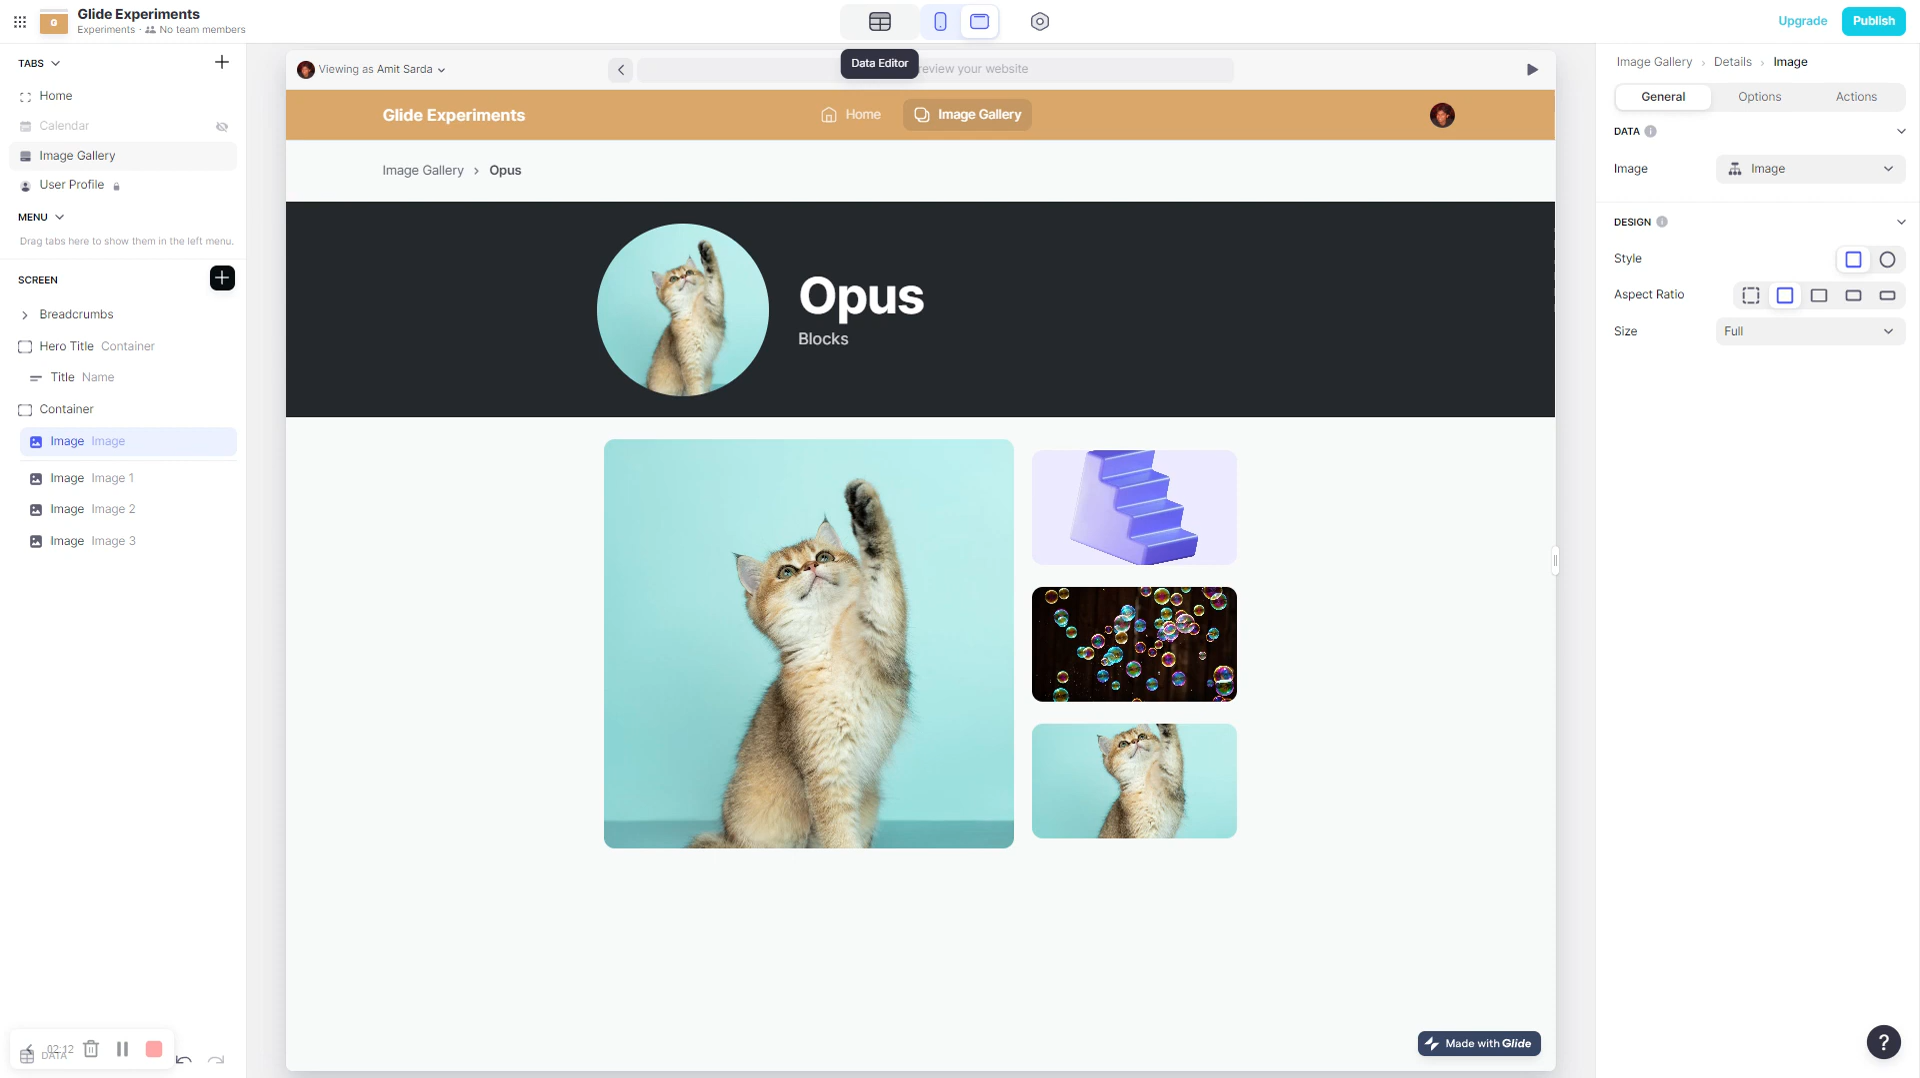 Glide Experiments
Experiments - No team members
G
Data Editor
Upgrade
Publish
TABS
Home
Calendar
Image Gallery
User Profile
MENU
Drag tabs here to show them in the left menu.
SCREEN
Breadcrumbs
Hero Title Container
Title Name
Container
Image Image
Image Image 1
Image Image 2
Image Image 3
02:12
DATA
Viewing as Amit Sarda
review your website
Glide Experiments
Home
Image Gallery
Image Gallery > Opus
Opus
Blocks
Made with Glide
Image Gallery > Details > Image
General
Options
Actions
DATA
Image
Image
DESIGN
Style
Aspect Ratio
Size
Full
?